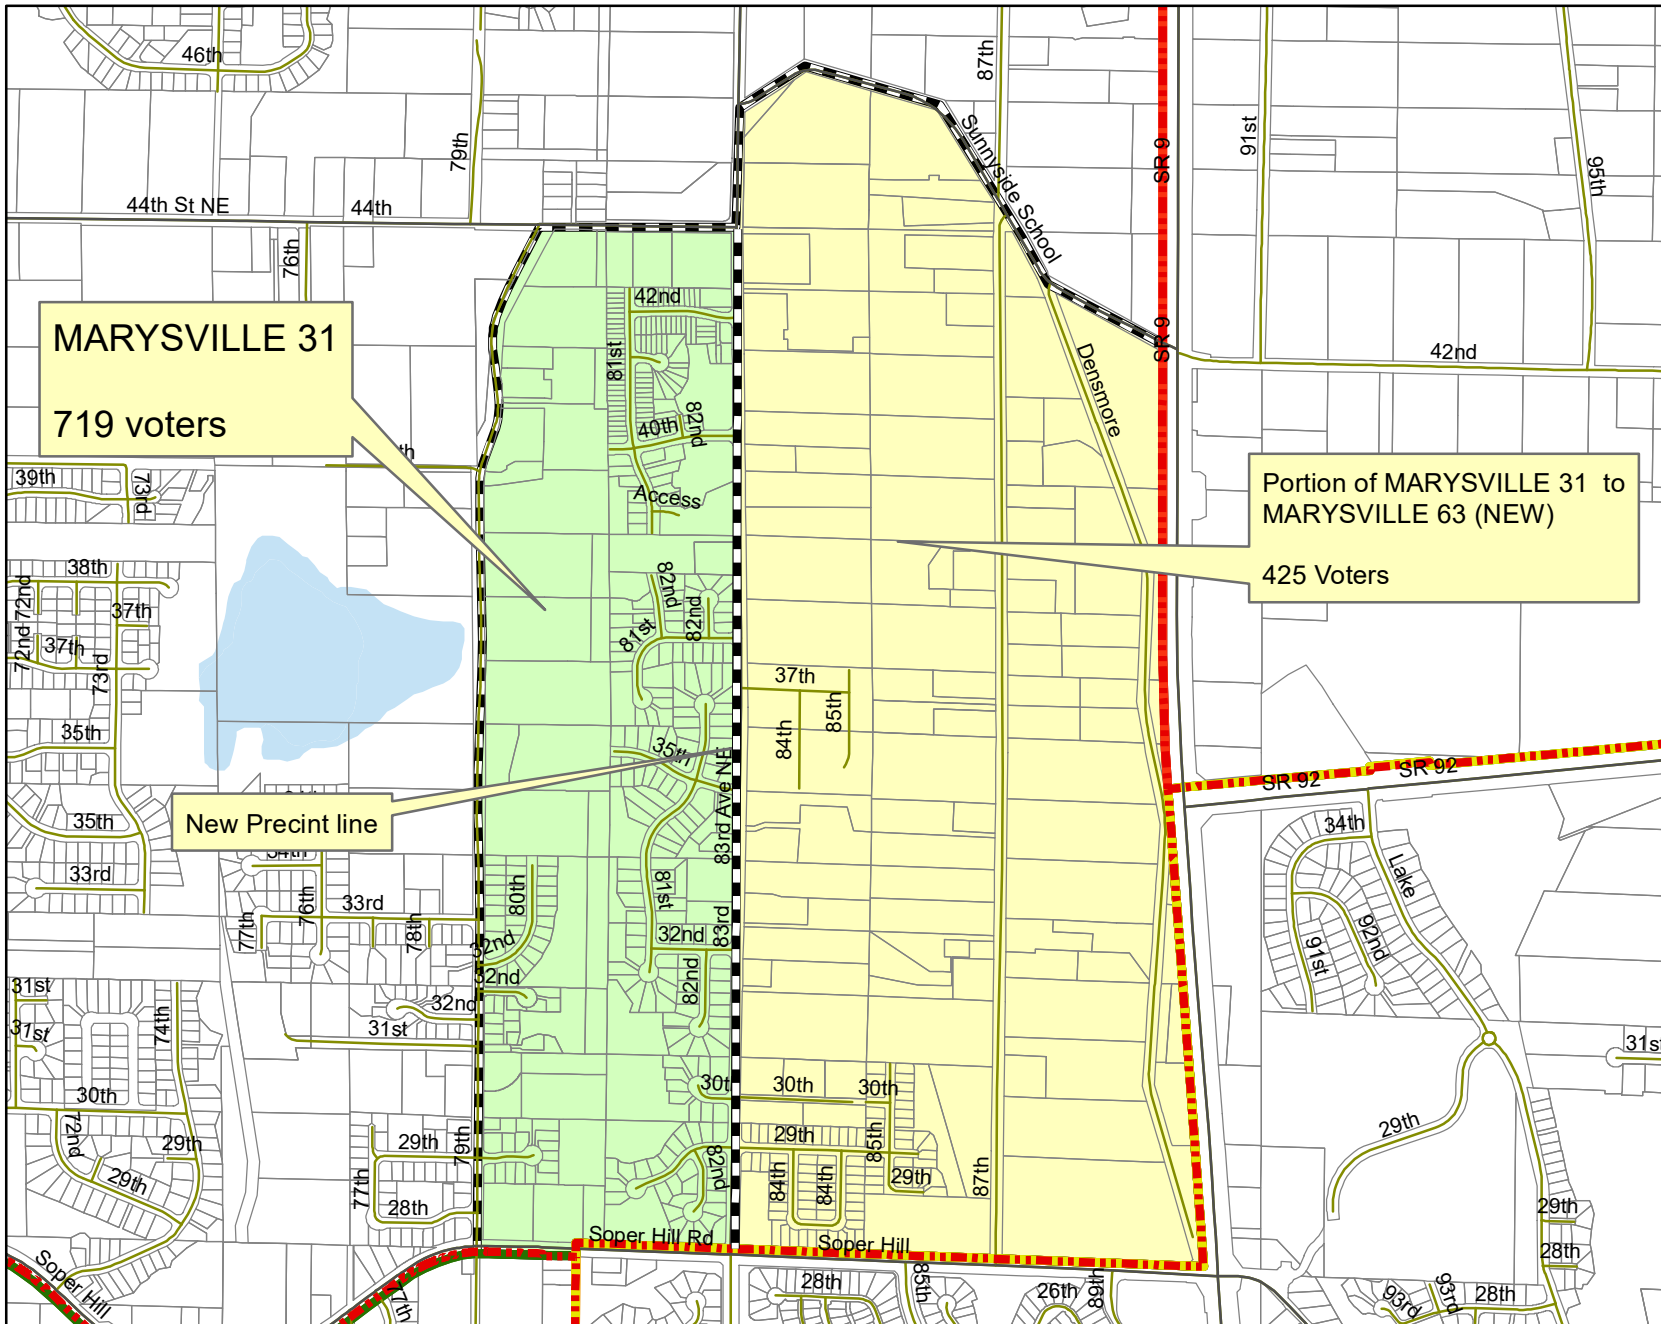 46th
79th
87th
SR 9
91st
95th
Sunnyside School
44th St NE
44th
76th
42nd
MARYSVILLE 31
719 voters
81st
82nd
40th
Access
SR 9
42nd
Densmore
39th
73rd
th
Portion of MARYSVILLE 31 to
MARYSVILLE 63 (NEW)
425 Voters
38th
72nd
37th
72nd
37th
73rd
82nd
82nd
81st
37th
84th
85th
35th
35th
83rd Ave NE
SR 92
SR 92
New Precint line
35th
34th
33rd
34th
Lake
91st
92nd
77th
76th
33rd
78th
80th
32nd
32nd
32nd
31st
81st
32nd
83rd
82nd
31st
31st
74th
30th
72nd
29th
29th
30th
30th
29th
77th
29th
79th
28th
82nd
29th
85th
84th
84th
29th
87th
29th
31st
29th
28th
Soper Hill Rd
Soper Hill
Soper Hill
77th
28th
85th
26th
86th
93rd
93rd
28th